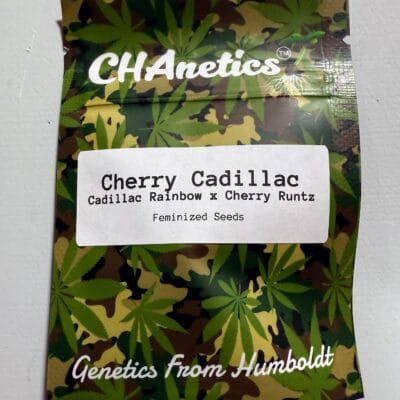 CHAnetics™
Cherry Cadillac
Cadillac Rainbow x Cherry Runtz
Feminized Seeds
Genetics From Humboldt